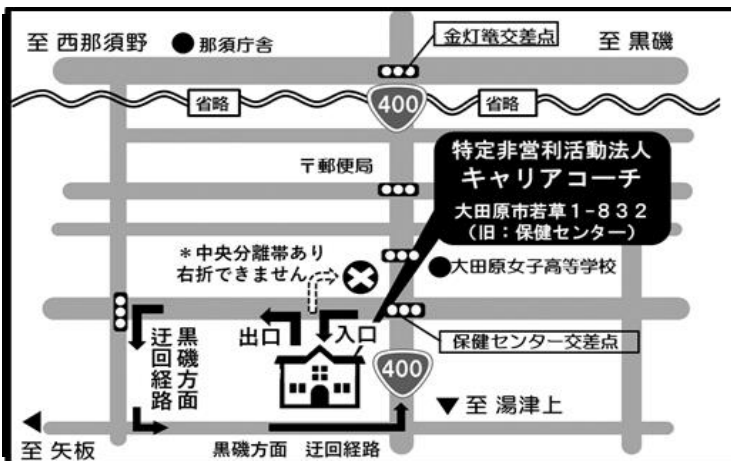 至 西那須野
那須庁舎
金灯篭交差点
至 黒磯
省略
400
省略
〒郵便局
特定非営利活動法人
キャリアコーチ
大田原市若草1-832
(旧:保健センター)
*中央分離帯あり
右折できません
大田原女子高等学校
出口
入口
保健センター交差点
黒磯方面
迂回経路
400
至 湯津上
至 矢板
黒磯方面 迂回経路